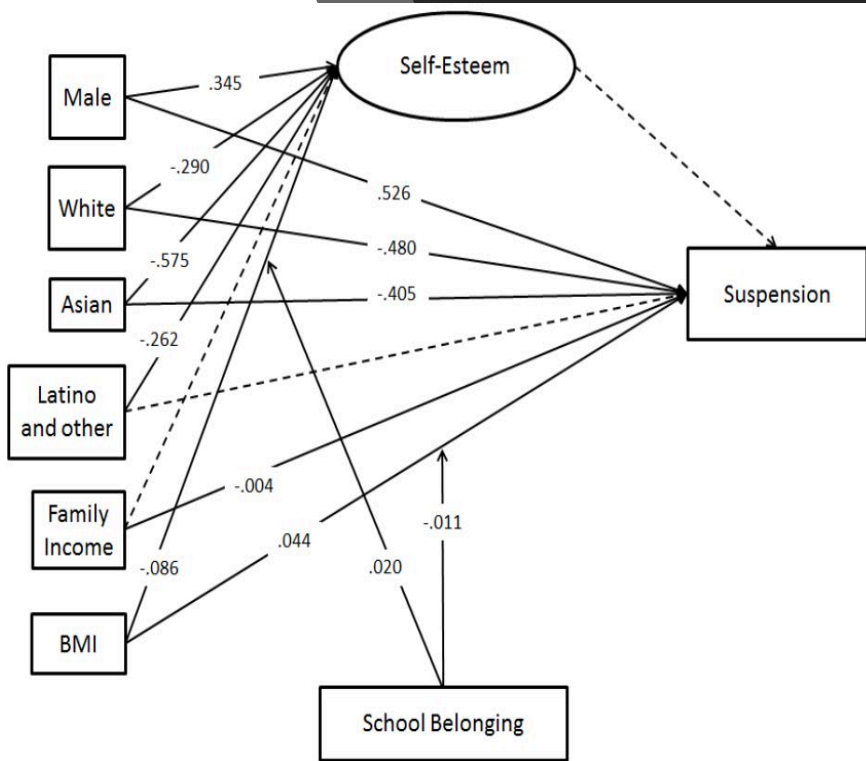 Self-Esteem
.345
Male
-.290
.526
White
-.480
-.575
-.405
Asian
Suspension
-.262
Latino
and other
-.004
Family
Income
-.011
.044
-.086
.020
BMI
School Belonging